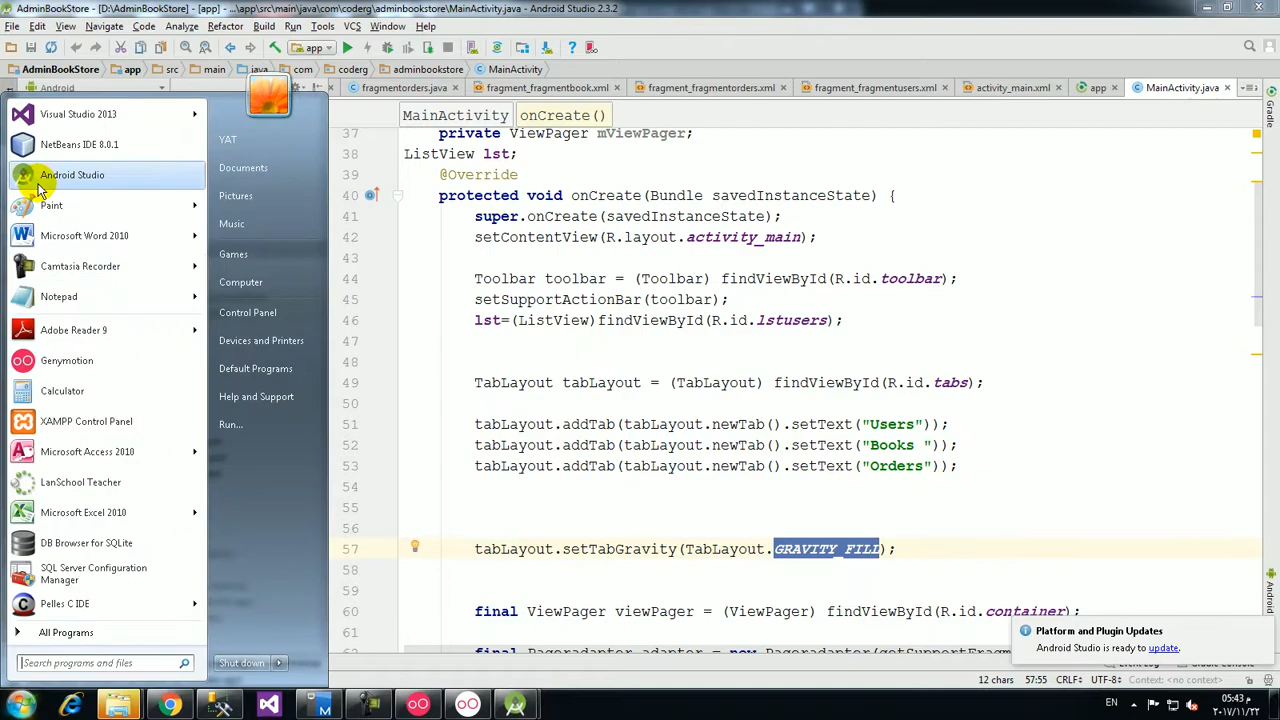 AdminBookStore - [D:\AdminBookStore] - [app] - ...\app\src\main\java\com\coderg\adminbookstore\MainActivity.java - Android Studio 2.3.2
File Edit View Navigate Code Analyze Refactor Build Run Tools VCS Window Help
app
AdminBookStore app src main java com coderg adminbookstore MainActivity
Android
fragmentorders.java fragment_fragmentbook.xml fragment_fragmentorders.xml fragment_fragmentusers.xml activity_main.xml app MainActivity.java
MainActivity onCreate()
37 private ViewPager mViewPager;
38 ListView lst;
39 @Override
40 protected void onCreate(Bundle savedInstanceState) {
41 super.onCreate(savedInstanceState);
42 setContentView(R.layout.activity_main);
43
44 Toolbar toolbar = (Toolbar) findViewById(R.id.toolbar);
45 setSupportActionBar(toolbar);
46 lst=(ListView)findViewById(R.id.lstusers);
47
48
49 TabLayout tabLayout = (TabLayout) findViewById(R.id.tabs);
50
51 tabLayout.addTab(tabLayout.newTab().setText("Users"));
52 tabLayout.addTab(tabLayout.newTab().setText("Books "));
53 tabLayout.addTab(tabLayout.newTab().setText("Orders"));
54
55
56
57 tabLayout.setTabGravity(TabLayout.GRAVITY_FILL);
58
59
60 final ViewPager viewPager = (ViewPager) findViewById(R.id.container);
61
Visual Studio 2013
NetBeans IDE 8.0.1
Android Studio
Paint
Microsoft Word 2010
Camtasia Recorder
Notepad
Adobe Reader 9
Genymotion
Calculator
XAMPP Control Panel
Microsoft Access 2010
LanSchool Teacher
Microsoft Excel 2010
DB Browser for SQLite
SQL Server Configuration
Manager
Pelles C IDE
All Programs
Search programs and files
YAT
Documents
Pictures
Music
Games
Computer
Control Panel
Devices and Printers
Default Programs
Help and Support
Run...
Shut down
Gradle
Android
Platform and Plugin Updates
Android Studio is ready to update.
12 chars 57:55 CRLF UTF-8 Context: <no context>
EN
05:43 م
٢٠١٧/١١/٢٢